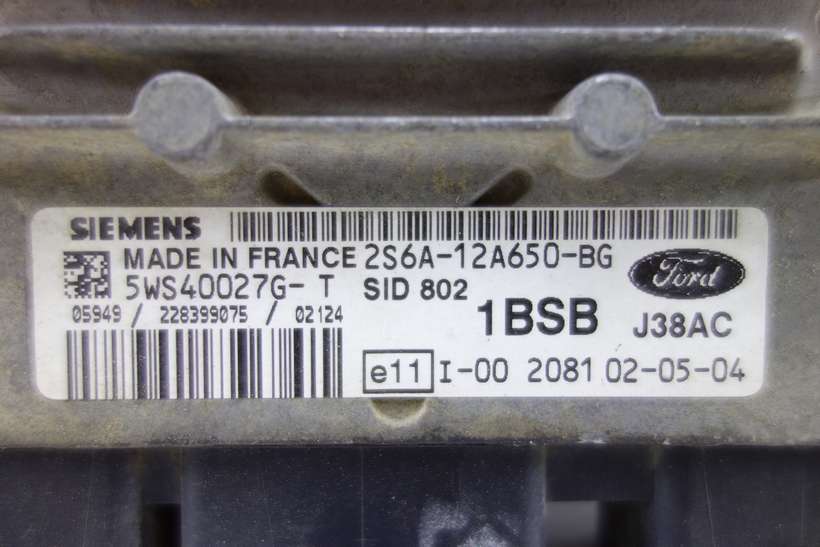 SIEMENS
MADE IN FRANCE 2S6A-12A650-BG
Ford
5WS40027G- T SID 802
05949 / 228399075 / 02124
1BSB J38AC
e11 I-00 2081 02-05-04